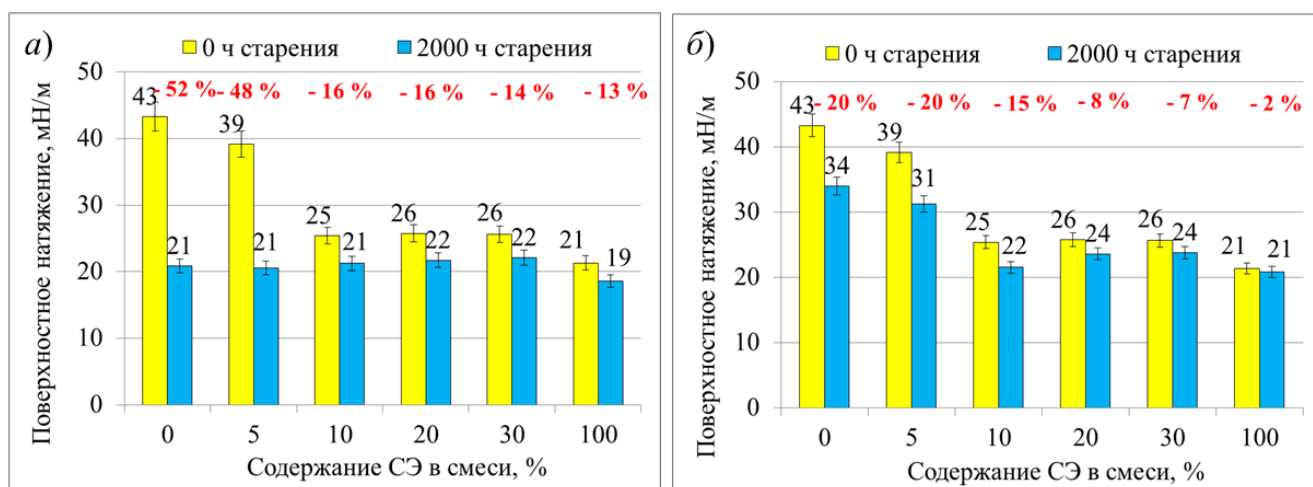 а)
0 ч старения 2000 ч старения
Поверхностное натяжение, мН/м
50
40
30
20
10
0
- 52 % - 48 % - 16 % - 16 % - 14 % - 13 %
43 39 25 26 26 21
21 21 21 22 22 19
0 5 10 20 30 100
Содержание СЭ в смеси, %
б)
0 ч старения 2000 ч старения
Поверхностное натяжение, мН/м
50
40
30
20
10
0
- 20 % - 20 % - 15 % - 8 % - 7 % - 2 %
43 39 25 26 26 21
34 31 22 24 24 21
0 5 10 20 30 100
Содержание СЭ в смеси, %